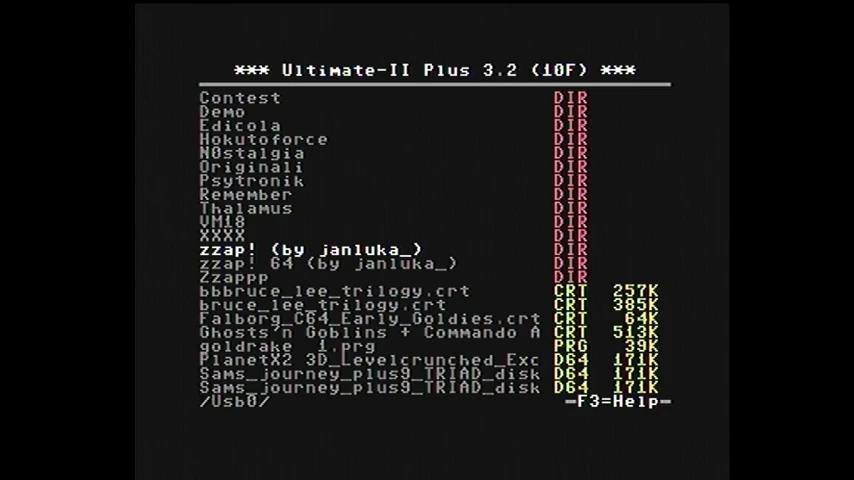 *** Ultimate-II Plus 3.2 (10F) ***
Contest DIR
Demo DIR
Edicola DIR
Hokutoforce DIR
N0stalgia DIR
Originali DIR
Psytronik DIR
Remember DIR
Thalamus DIR
VM18 DIR
XXXX DIR
zzap! (by janluka_) DIR
zzap! 64 (by janluka_) DIR
Zzappp DIR
bbbruce_lee_trilogy.crt CRT 257K
bruce_lee_trilogy.crt CRT 385K
Falborg_C64_Early_Goldies.crt CRT 64K
Ghosts'n Goblins + Commando A CRT 513K
goldrake 1.prg PRG 39K
PlanetX2 3D_Levelcrunched_Exc D64 171K
Sams_journey_plus9_TRIAD_disk D64 171K
Sams_journey_plus9_TRIAD_disk D64 171K
/Usb0/ -F3=Help-